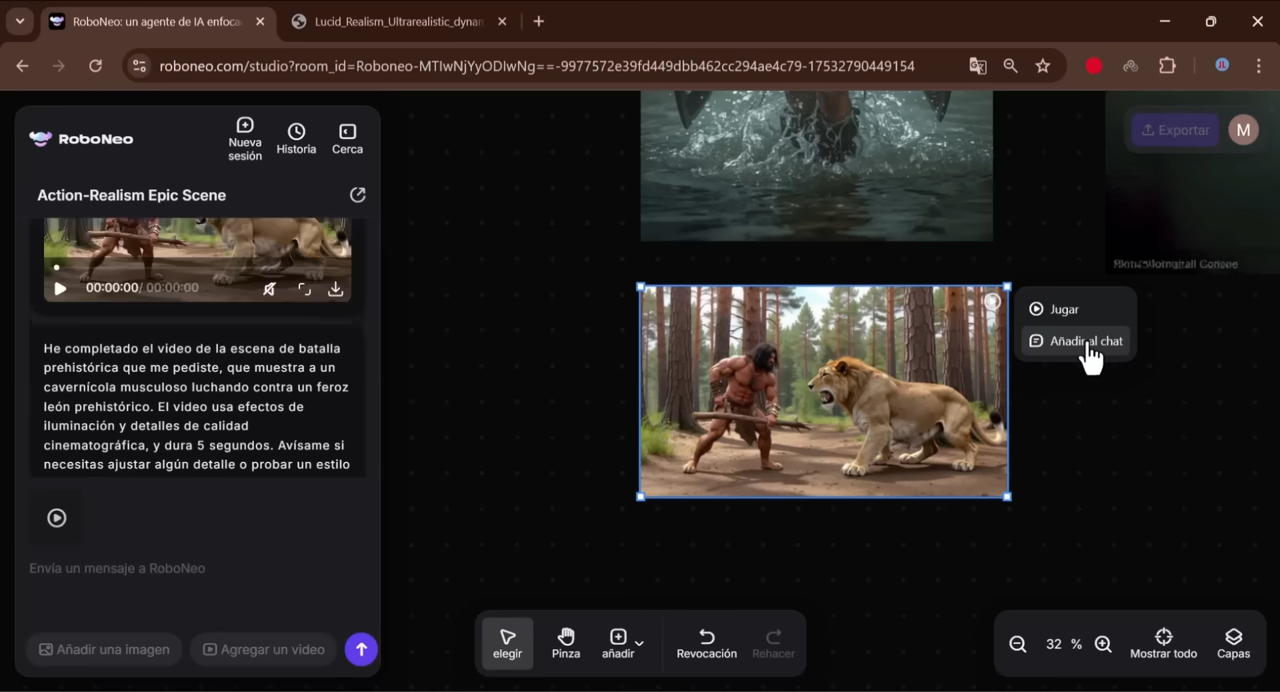 RoboNeo: un agente de IA enfoca
Lucid_Realism_Ultrarealistic_dynan
roboneo.com/studio?room_id=Roboneo-MTIwNjYyODIwNg==-9977572e39fd449dbb462cc294ae4c79-17532790449154
JL
RoboNeo
Nueva sesión
Historia
Cerca
Exportar
M
Action-Realism Epic Scene
00:00:00/ 00:00:00
Jugar
Añadir al chat
He completado el video de la escena de batalla
prehistórica que me pediste, que muestra a un
cavernícola musculoso luchando contra un feroz
león prehistórico. El video usa efectos de
iluminación y detalles de calidad
cinematográfica, y dura 5 segundos. Avísame si
necesitas ajustar algún detalle o probar un estilo
Envía un mensaje a RoboNeo
Añadir una imagen
Agregar un video
elegir
Pinza
añadir
Revocación
Rehacer
32 %
Mostrar todo
Capas